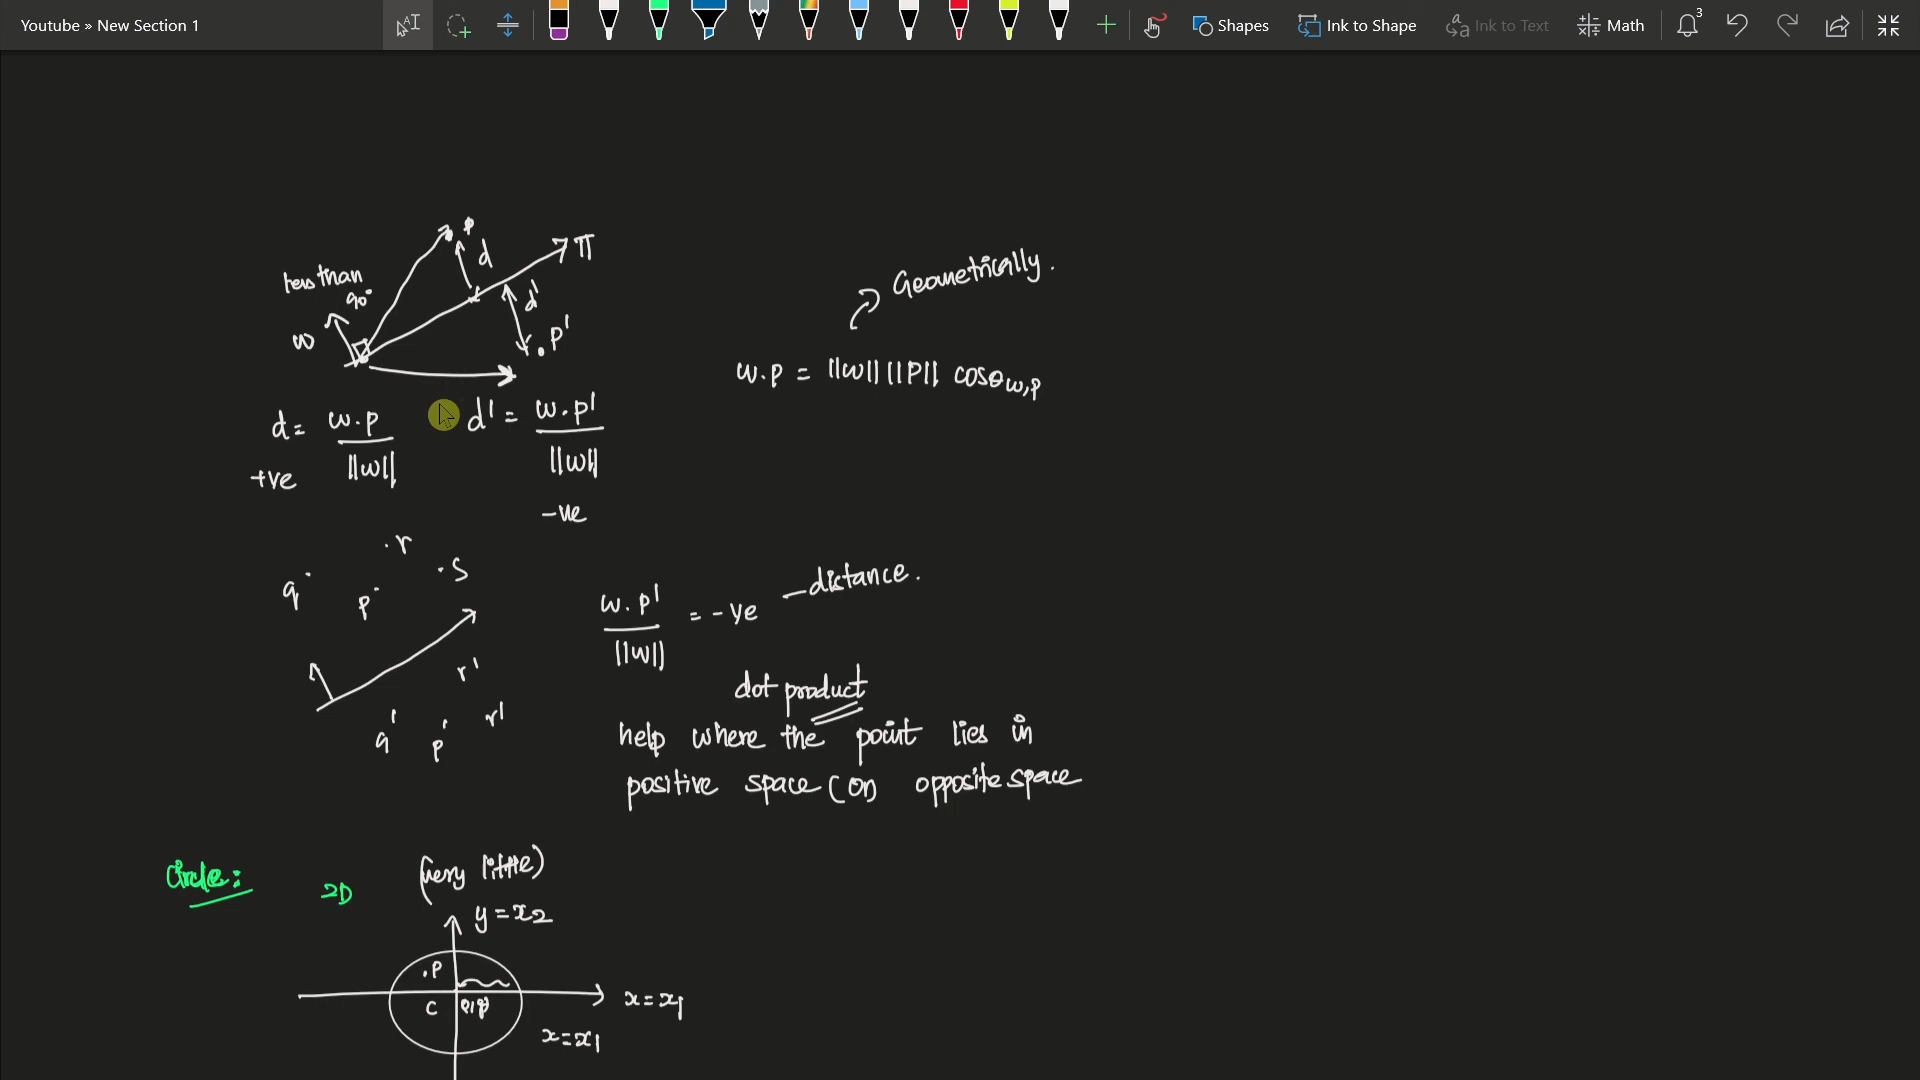 Youtube » New Section 1
Shapes
Ink to Shape
Ink to Text
Math
3
p
d
π
less than
90°
w
d'
p'
Geometrically.
w.p = ||w|| ||P|| cosθ w,p
d = w.p / ||w||
+ve
d' = w.p' / ||w||
-ve
r
s
q
p
r'
q'
p'
r'
w.p' / ||w|| = -ve
- distance.
dot product
help where the point lies in
positive space (or) opposite space
Circle:
2D
(very little)
y = x2
.P
C
x = x1
x = x1